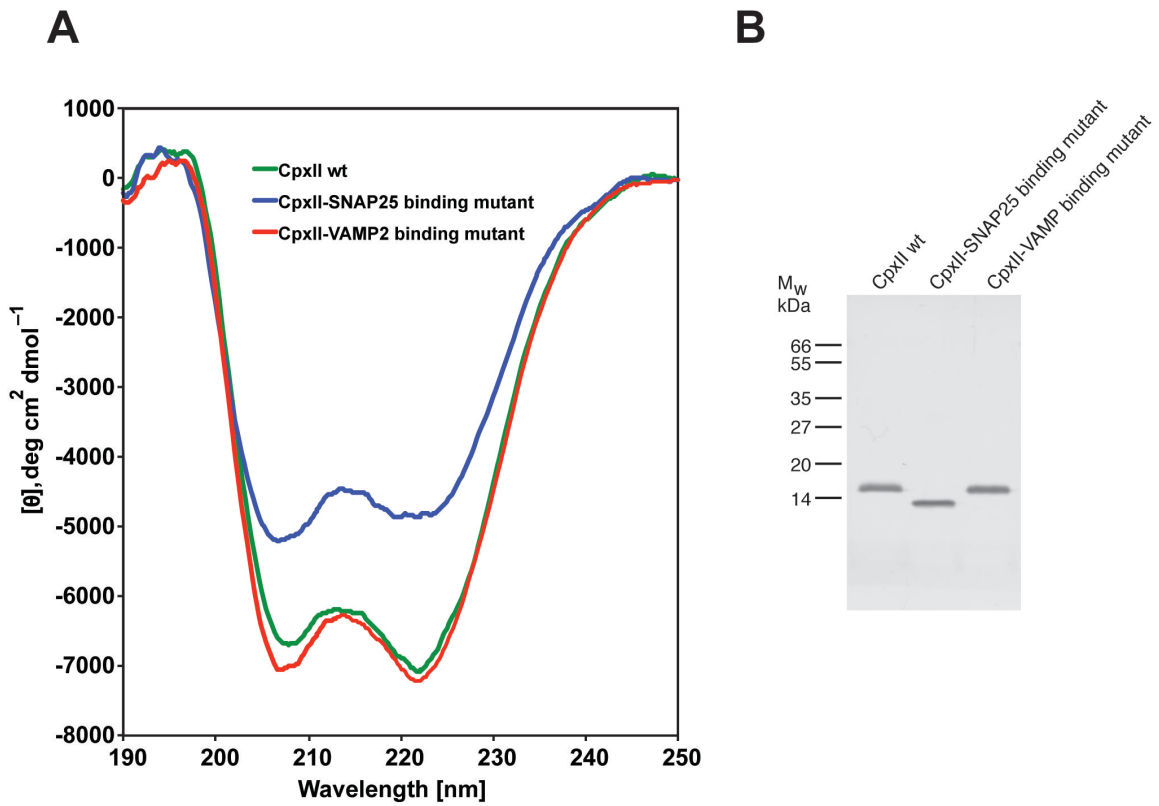 A
B
1000
0
-1000
-2000
-3000
-4000
-5000
-6000
-7000
-8000
[θ], deg cm² dmol⁻¹
CpxII wt
CpxII-SNAP25 binding mutant
CpxII-VAMP2 binding mutant
190 200 210 220 230 240 250
Wavelength [nm]
CpxII wt
CpxII-SNAP25 binding mutant
CpxII-VAMP binding mutant
Mw
kDa
66
55
35
27
20
14